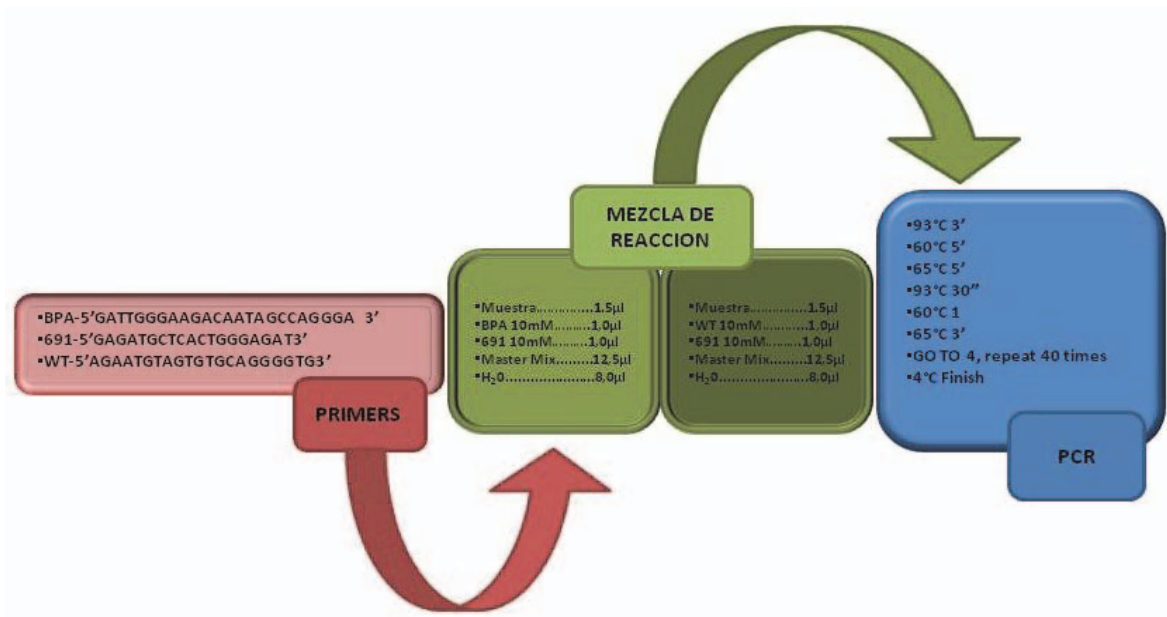 ▪BPA-5'GATTGGGAAGACAATAGCCAGGGA 3'
▪691-5'GAGATGCTCACTGGGAGAT3'
▪WT-5'AGAATGTAGTGTGCAGGGGTG3'
PRIMERS
MEZCLA DE
REACCION
▪Muestra..............1.5µl
▪BPA 10mM.........1,0µl
▪691 10mM.........1,0µl
▪Master Mix.........12,5µl
▪H₂0......................8,0µl
▪Muestra..............1.5µl
▪WT 10mM..........1,0µl
▪691 10mM..........1,0µl
▪Master Mix.........12,5µl
▪H₂0......................8,0µl
▪93°C 3'
▪60°C 5'
▪65°C 5'
▪93°C 30"
▪60°C 1
▪65°C 3'
▪GO TO 4, repeat 40 times
▪4°C Finish
PCR